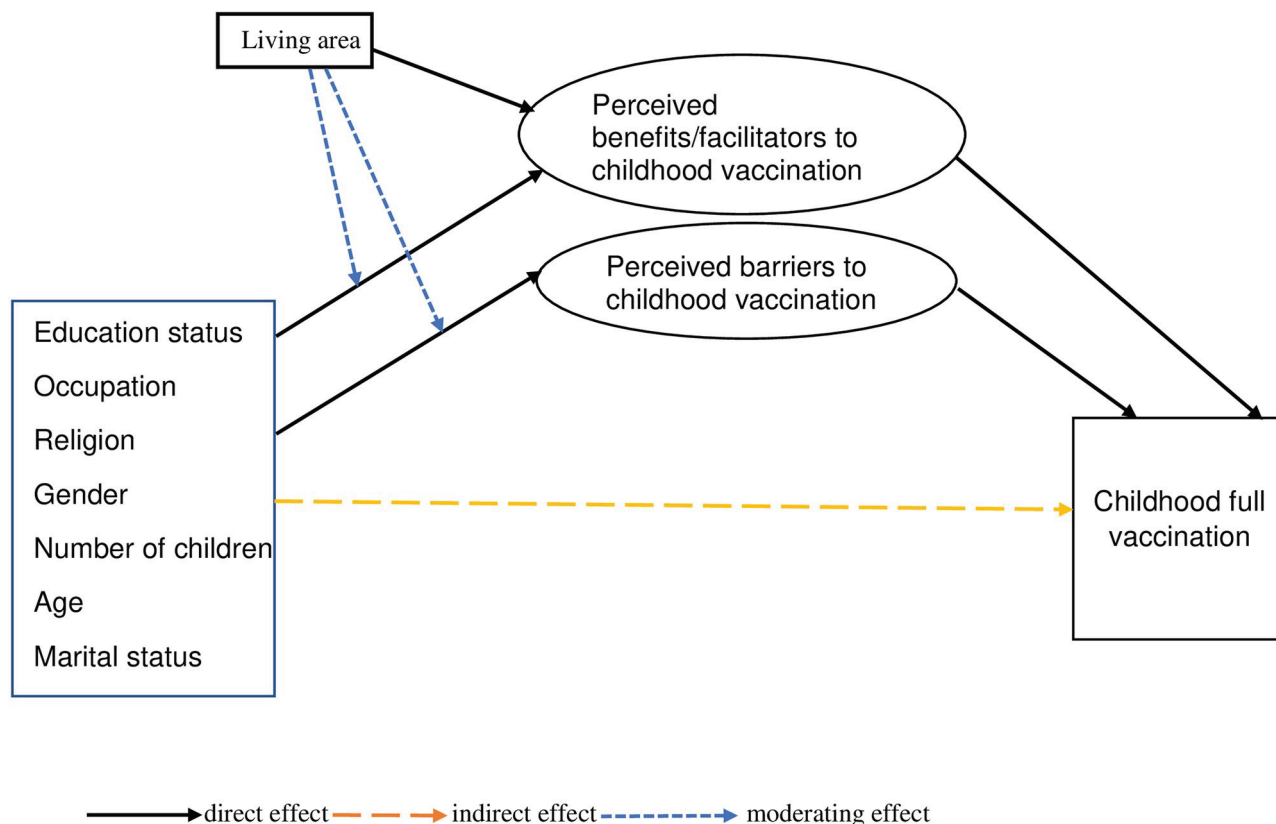 Living area
Perceived
benefits/facilitators to
childhood vaccination
Perceived barriers to
childhood vaccination
Education status
Occupation
Religion
Gender
Number of children
Age
Marital status
Childhood full
vaccination
direct effect indirect effect moderating effect